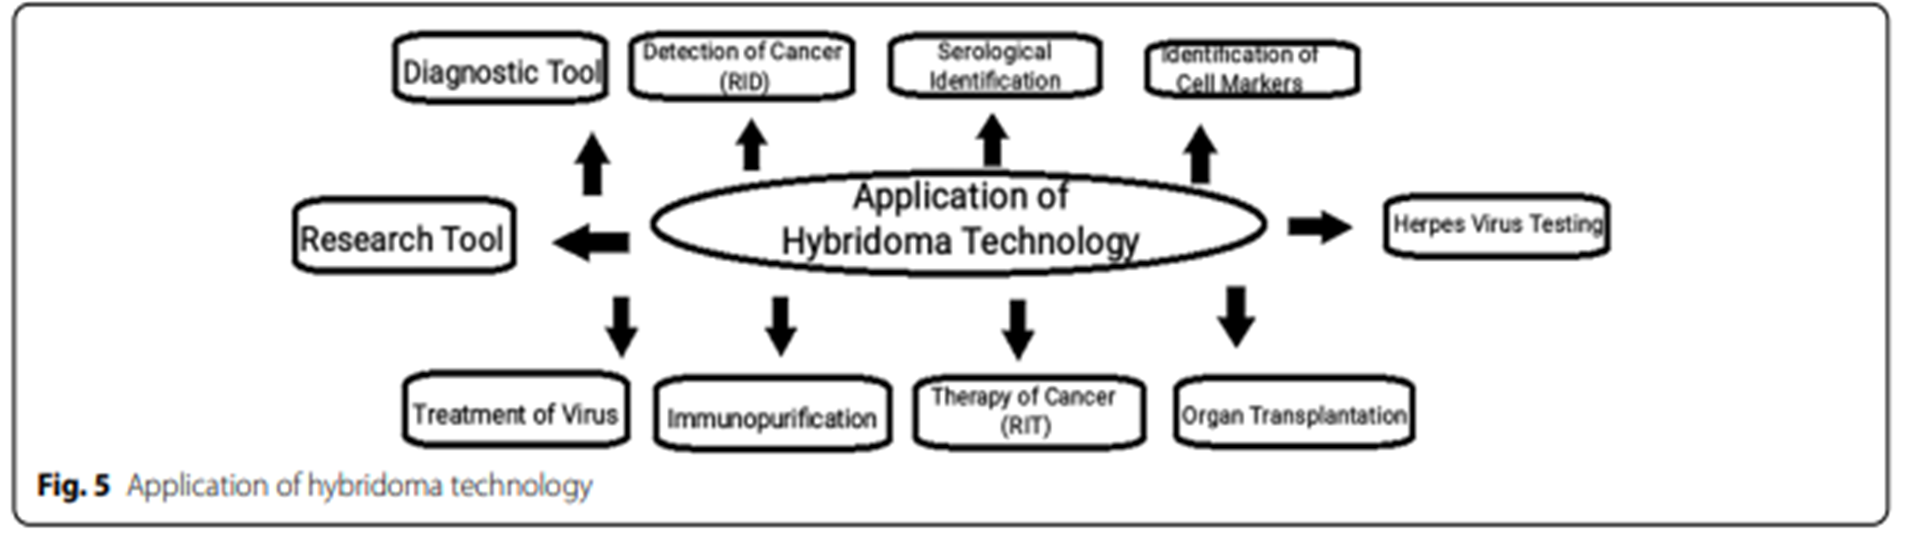 Diagnostic Tool
Detection of Cancer
(RID)
Serological
Identification
Identification of
Cell Markers
Application of
Hybridoma Technology
Research Tool
Herpes Virus Testing
Treatment of Virus
Immunopurification
Therapy of Cancer
(RIT)
Organ Transplantation
Fig. 5 Application of hybridoma technology